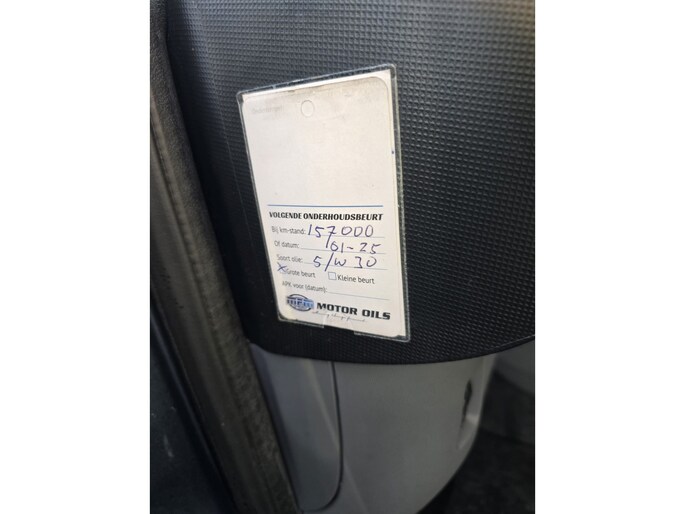 VOLGENDE ONDERHOUDSBEURT
Bij km-stand: 157000
Of datum: /01-25
Soort olie: 5/W 30
Grote beurt Kleine beurt
APK voor (datum):
MPM MOTOR OILS